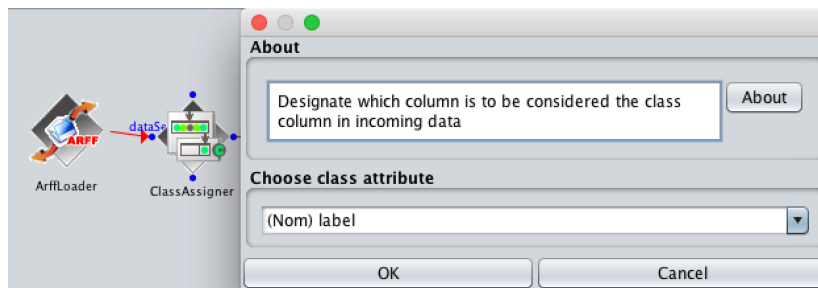 About
Designate which column is to be considered the class
column in incoming data
About
ARFF
dataSe
ArffLoader
ClassAssigner
C
Choose class attribute
(Nom) label
OK
Cancel